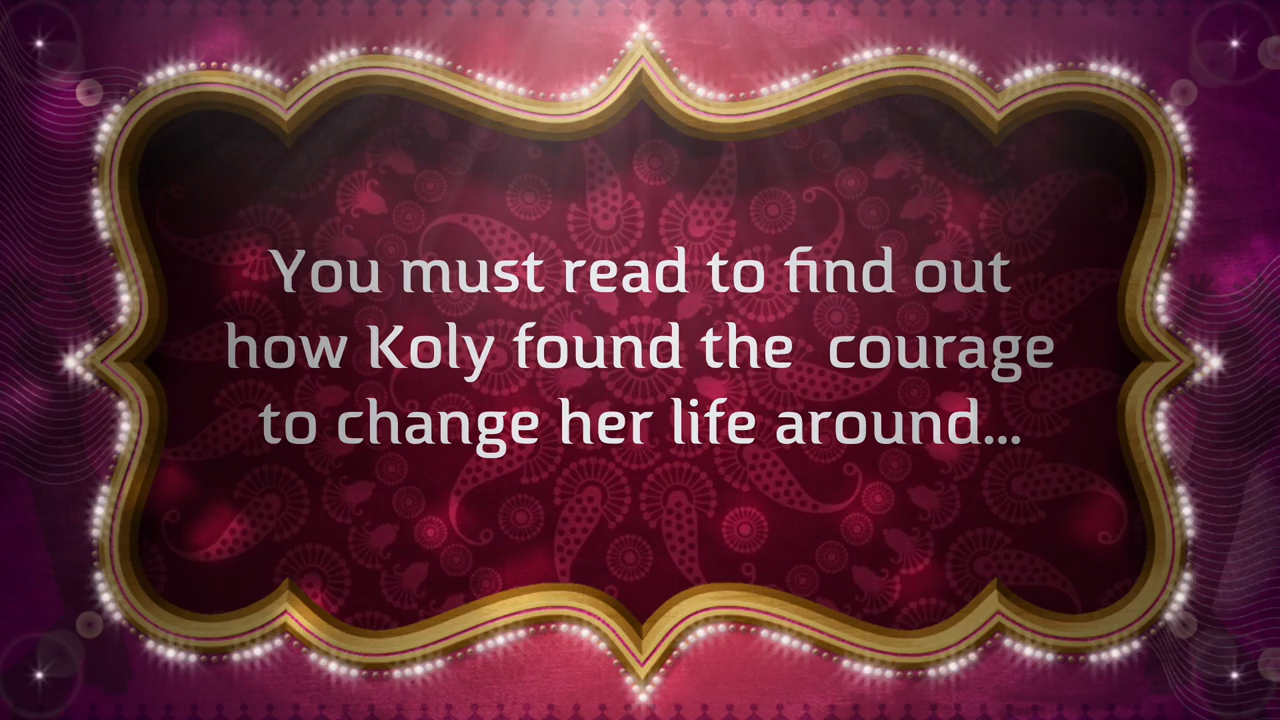 You must read to find out
how Koly found the  courage
to change her life around...